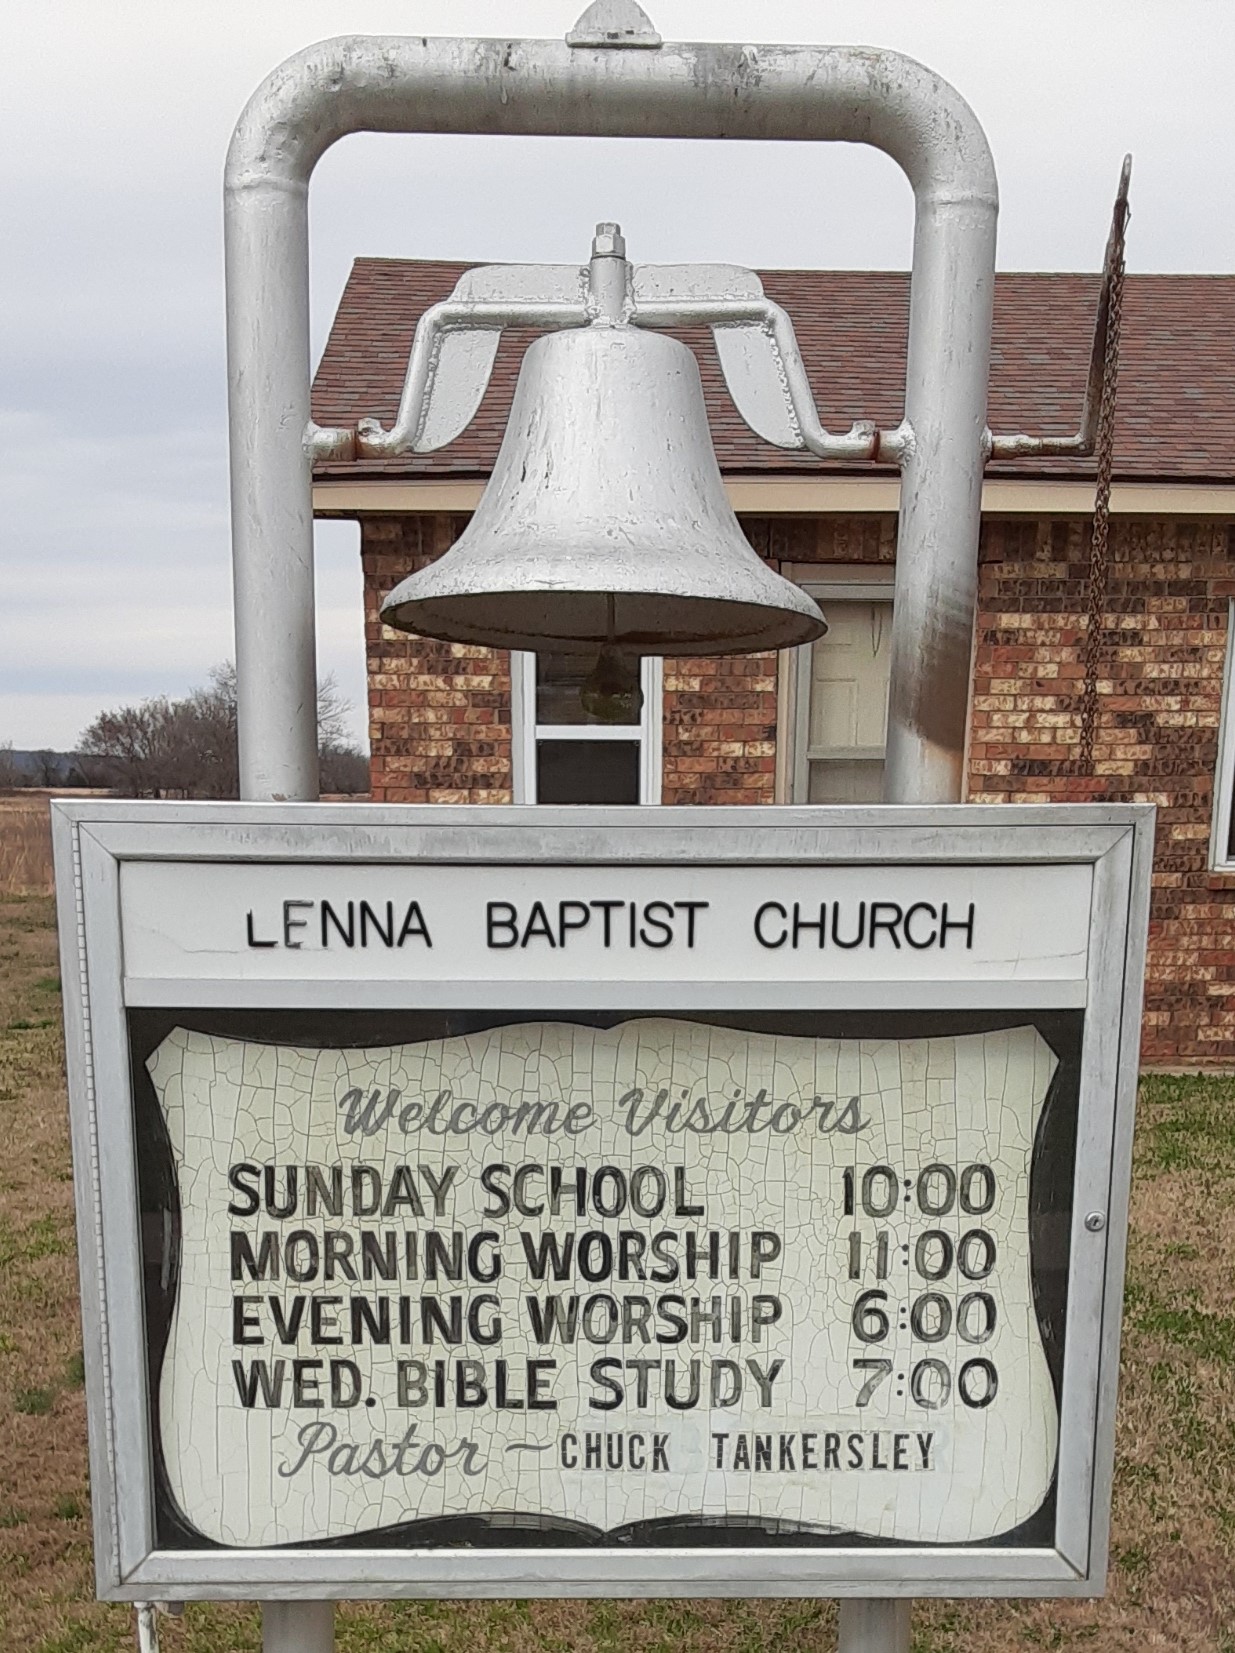 LENNA BAPTIST CHURCH
Welcome Visitors
SUNDAY SCHOOL 10:00
MORNING WORSHIP 11:00
EVENING WORSHIP 6:00
WED. BIBLE STUDY 7:00
Pastor ~ CHUCK TANKERSLEY